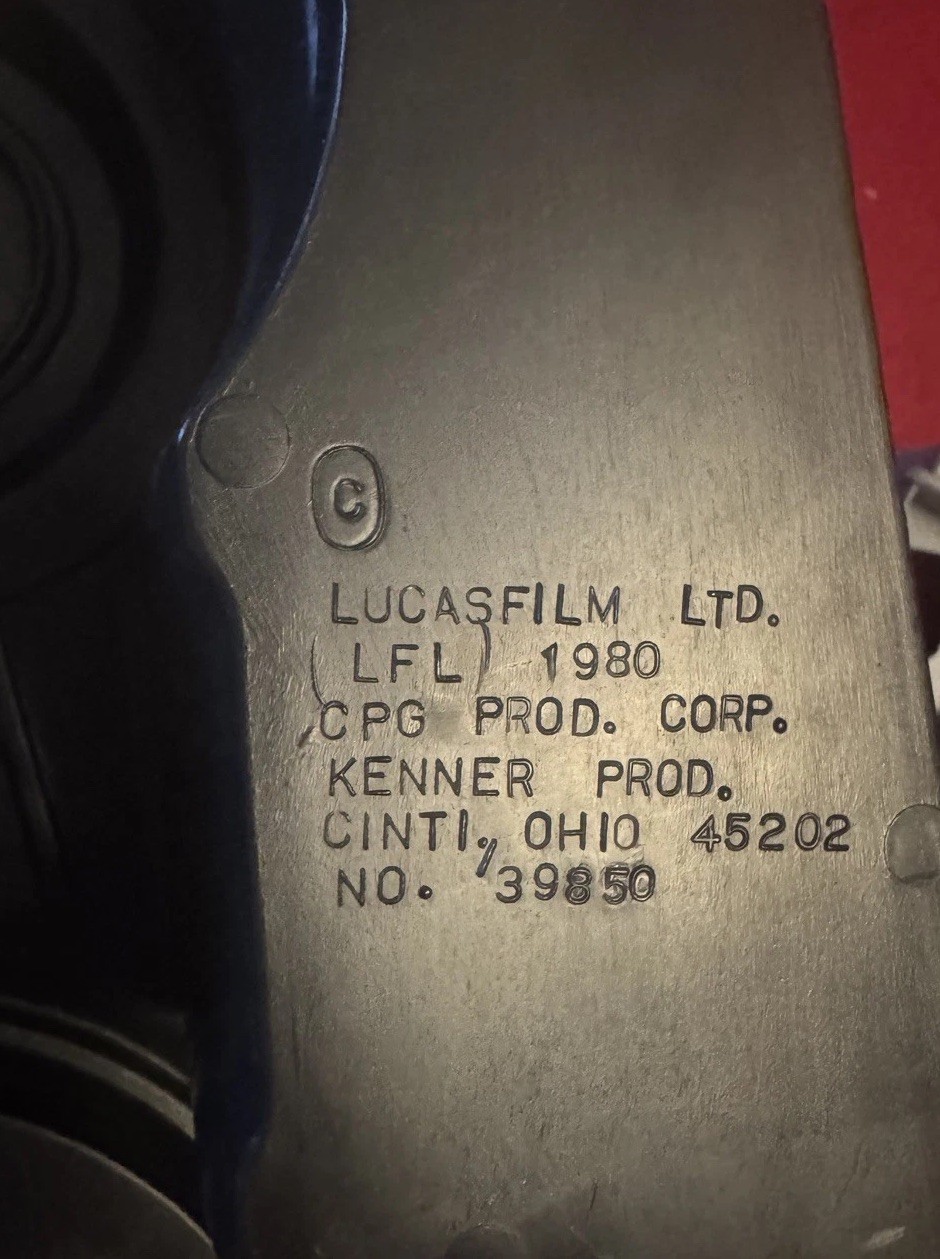 ©
LUCASFILM LTD.
(LFL) 1980
CPG PROD. CORP.
KENNER PROD.
CINTI., OHIO 45202
NO. 39850